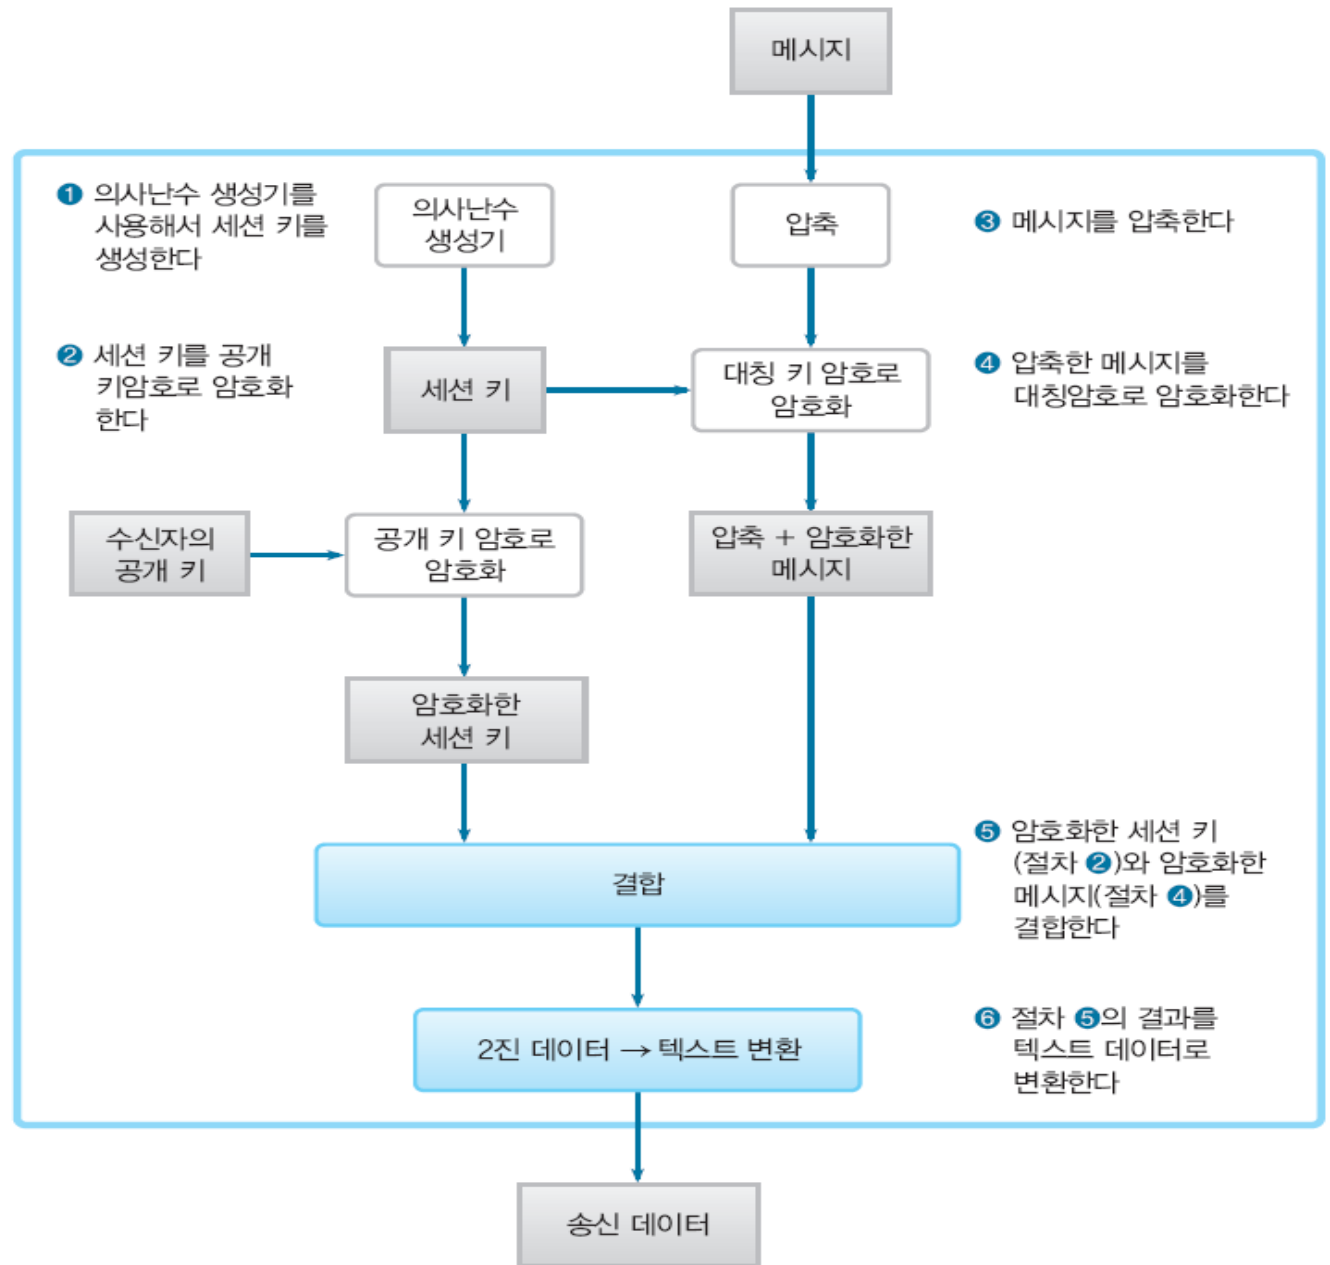 메시지
❶ 의사난수 생성기를
사용해서 세션 키를
생성한다
의사난수
생성기
압축
❸ 메시지를 압축한다
❷ 세션 키를 공개
키암호로 암호화
한다
세션 키
대칭 키 암호로
암호화
❹ 압축한 메시지를
대칭암호로 암호화한다
수신자의
공개 키
공개 키 암호로
암호화
압축 + 암호화한
메시지
암호화한
세션 키
❺ 암호화한 세션 키
(절차 ❷)와 암호화한
메시지(절차 ❹)를
결합한다
결합
2진 데이터 → 텍스트 변환
❻ 절차 ❺의 결과를
텍스트 데이터로
변환한다
송신 데이터